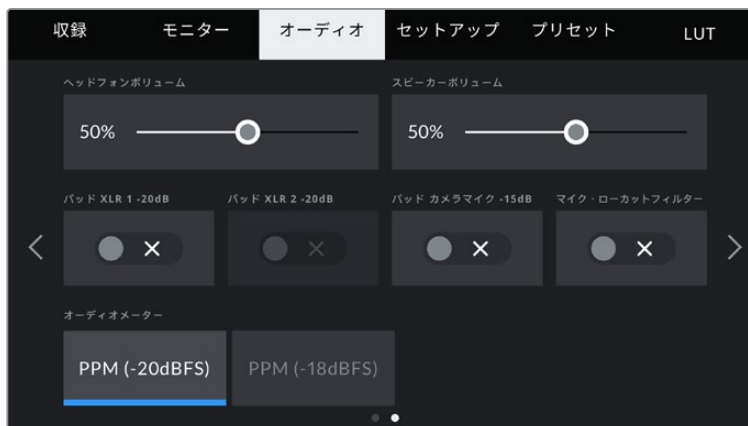 収録 モニター オーディオ セットアップ プリセット LUT
ヘッドフォンボリューム スピーカーボリューム
50% 50%
パッド XLR 1 -20dB パッド XLR 2 -20dB パッド カメラマイク -15dB マイク・ローカットフィルター
オーディオメーター
PPM (-20dBFS) PPM (-18dBFS)